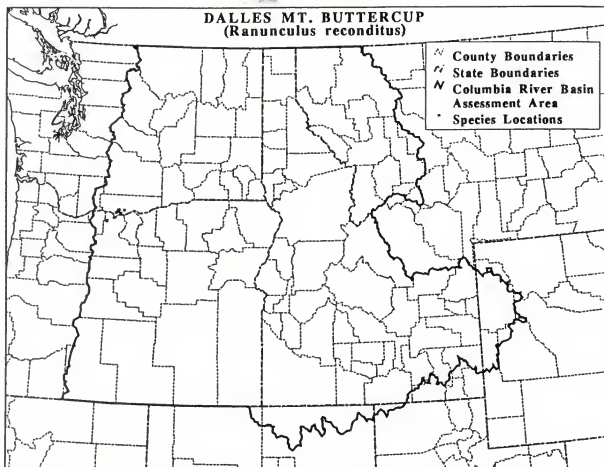 DALLES MT. BUTTERCUP
(Ranunculus reconditus)
County Boundaries
State Boundaries
Columbia River Basin
Assessment Area
Species Locations